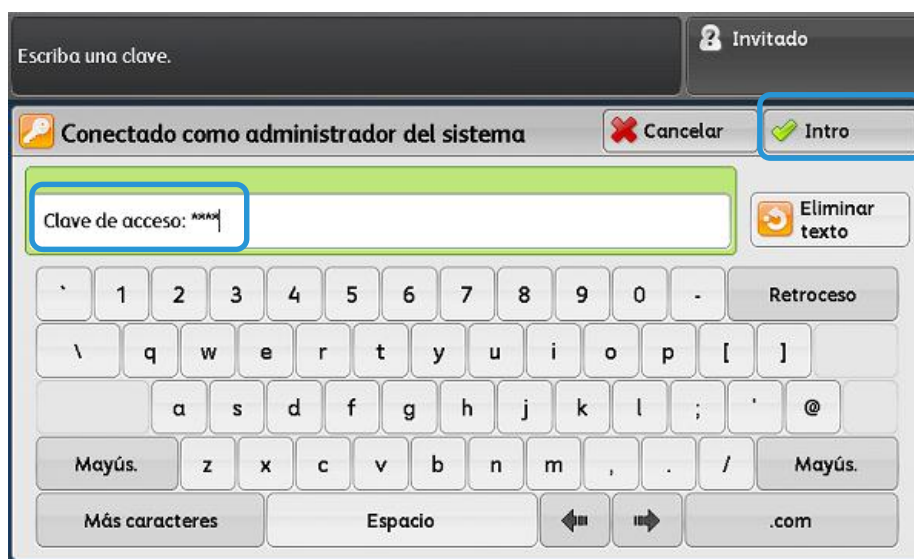 Escriba una clave.
Invitado
Conectado como administrador del sistema
Cancelar
Intro
Clave de acceso: ****
Eliminar
texto
` 1 2 3 4 5 6 7 8 9 0 - Retroceso
\ q w e r t y u i o p [ ]
a s d f g h j k l ; ' @
Mayús. z x c v b n m , . / Mayús.
Más caracteres Espacio .com